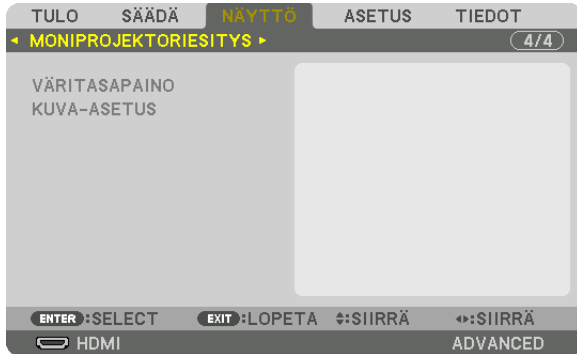 TULO SÄÄDÄ NÄYTTÖ ASETUS TIEDOT
MONIPROJEKTORIESITYS 4/4
VÄRITASAPAINO
KUVA-ASETUS
ENTER :SELECT EXIT :LOPETA :SIIRRÄ :SIIRRÄ
HDMI ADVANCED